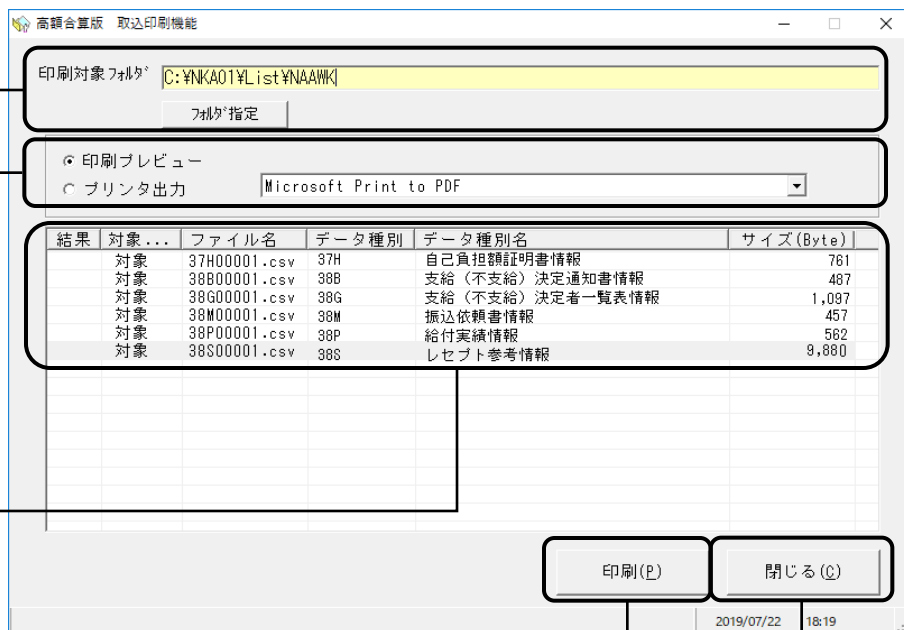 高額合算版 取込印刷機能
印刷対象フォルダ C:¥NKA01¥List¥NAAWK
フォルダ指定
印刷プレビュー
プリンタ出力 Microsoft Print to PDF
結果 対象... ファイル名 データ種別 データ種別名 サイズ(Byte)
対象 37H00001.csv 37H 自己負担額証明書情報 761
対象 38B00001.csv 38B 支給（不支給）決定通知書情報 487
対象 38G00001.csv 38G 支給（不支給）決定者一覧表情報 1,097
対象 38M00001.csv 38M 振込依頼書情報 457
対象 38P00001.csv 38P 給付実績情報 562
対象 38S00001.csv 38S レセプト参考情報 9,880
印刷(P) 閉じる(C)
2019/07/22 18:19